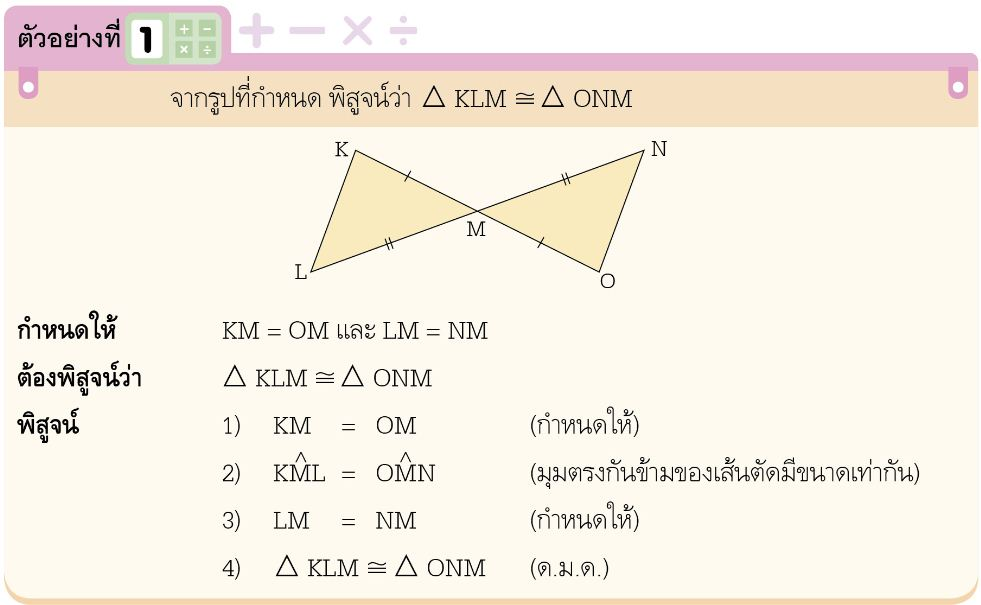 ตัวอย่างที่ 1
จากรูปที่กำหนด พิสูจน์ว่า △ KLM ≅ △ ONM
K
N
M
L
O
กำหนดให้ KM = OM และ LM = NM
ต้องพิสูจน์ว่า △ KLM ≅ △ ONM
พิสูจน์ 1) KM = OM (กำหนดให้)
2) KM̂L = OM̂N (มุมตรงกันข้ามของเส้นตัดมีขนาดเท่ากัน)
3) LM = NM (กำหนดให้)
4) △ KLM ≅ △ ONM (ด.ม.ด.)